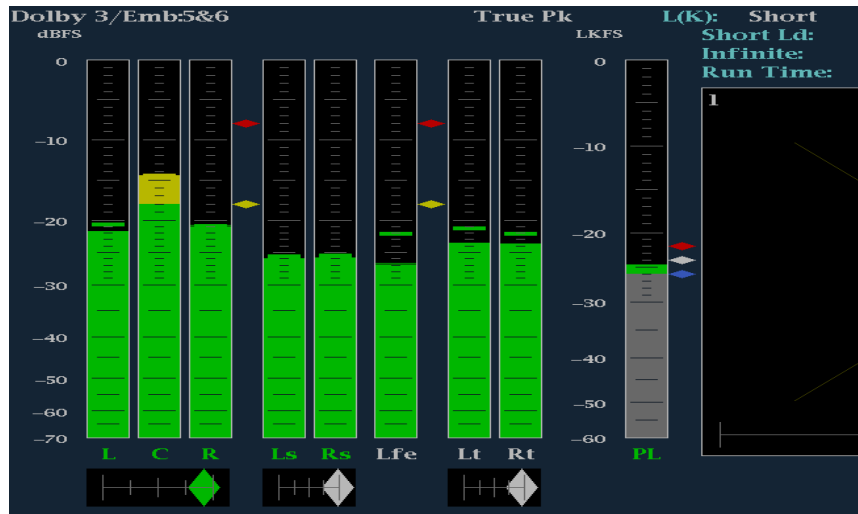 Dolby 3/Emb:5&6 True Pk L(K): Short
dBFS LKFS Short Ld:
Infinite:
Run Time:
0 0
1
-10 -10
-20 -20
-30 -30
-40 -40
-50 -50
-60
-70 -60
L C R Ls Rs Lfe Lt Rt PL